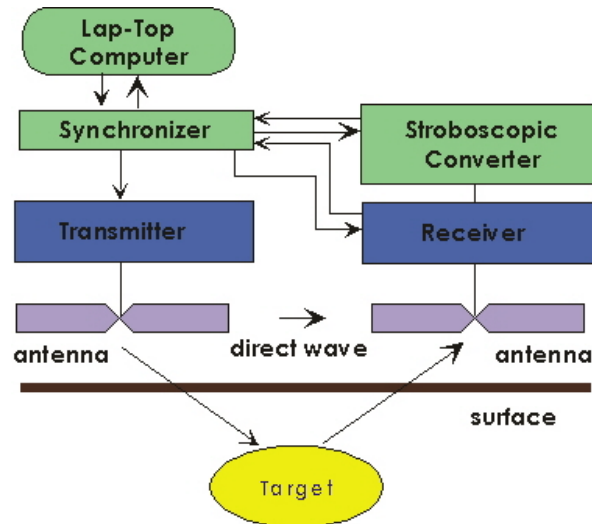 Lap-Top
Computer
Synchronizer
Stroboscopic
Converter
Transmitter
Receiver
antenna
direct wave
antenna
surface
Target